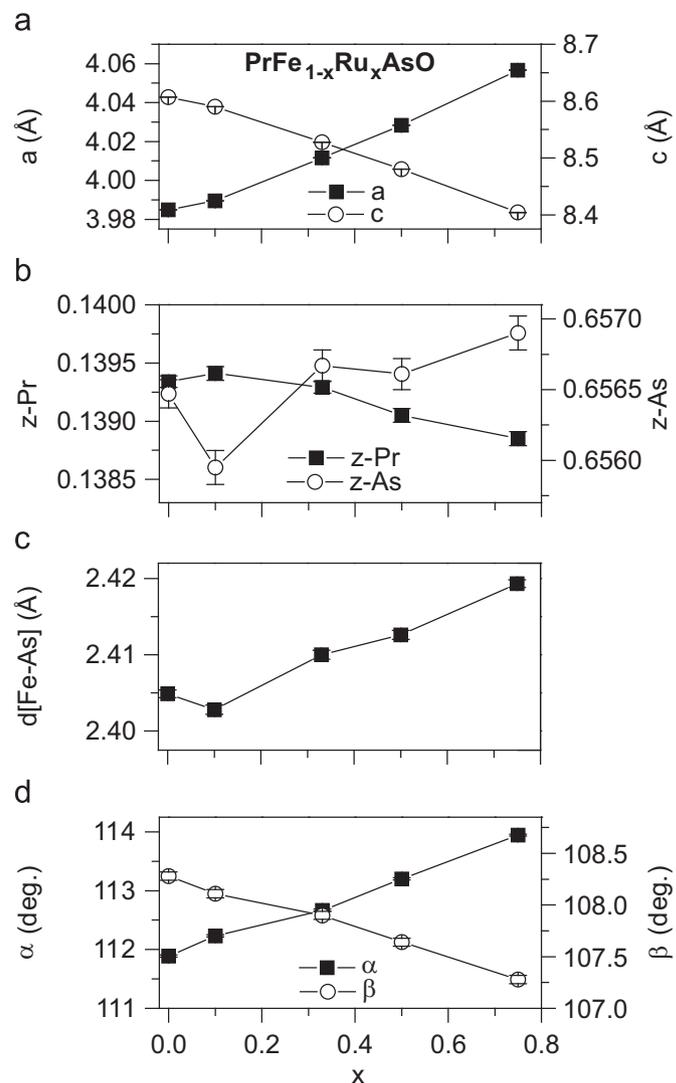 a
PrFe1-xRuxAsO
4.06
4.04
4.02
4.00
3.98
a (Å)
8.7
8.6
8.5
8.4
c (Å)
a
c
b
0.1400
0.1395
0.1390
0.1385
z-Pr
0.6570
0.6565
0.6560
z-As
z-Pr
z-As
c
2.42
2.41
2.40
d[Fe-As] (Å)
d
114
113
112
111
α (deg.)
108.5
108.0
107.5
107.0
β (deg.)
α
β
0.0 0.2 0.4 0.6 0.8
x